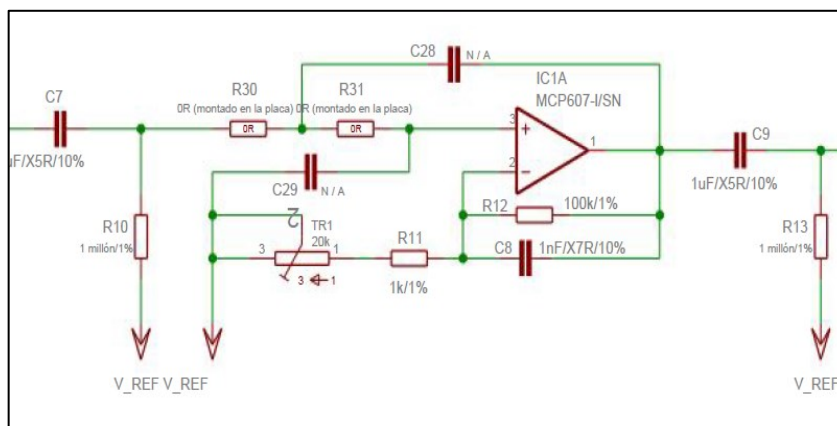 C28
N / A
IC1A
MCP607-I/SN
C7
R30
R31
0R (montado en la placa)
0R (montado en la placa)
0R
0R
3
+
1
2
-
C9
uF/X5R/10%
C29
N / A
R12
100k/1%
1uF/X5R/10%
R10
1 millón/1%
2
TR1
20k
3
1
R11
C8
1nF/X7R/10%
R13
1 millón/1%
3
1
1k/1%
V_REF
V_REF
V_REF